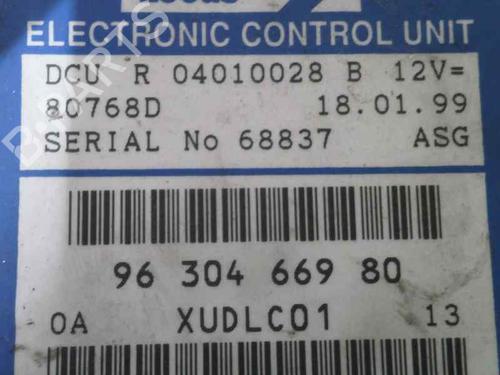 ELECTRONIC CONTROL UNIT
DCU R 04010028 B 12V=
80768D 18.01.99
SERIAL No 68837 ASG
96 304 669 80
0A XUDLC01 13